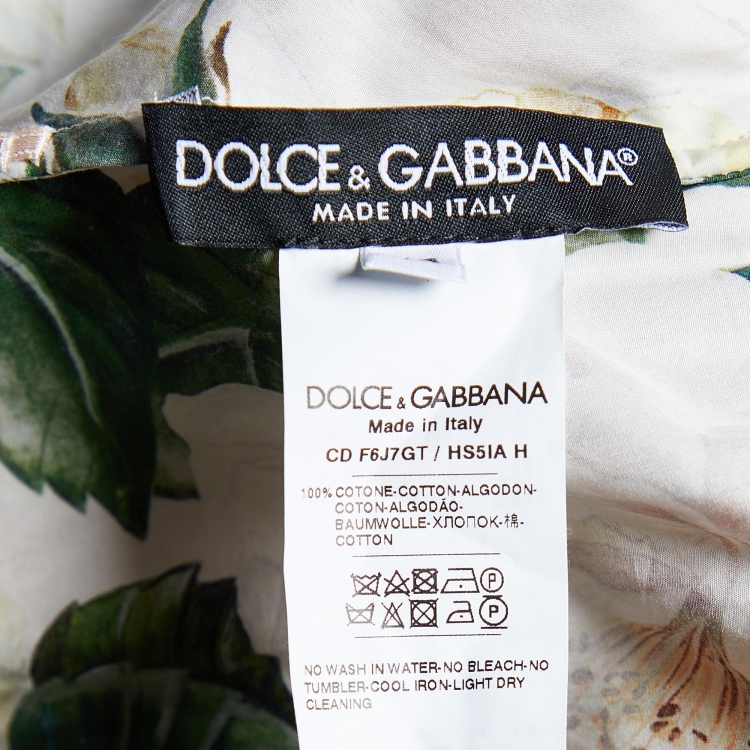 DOLCE & GABBANA®
MADE IN ITALY
DOLCE & GABBANA
Made in Italy
CD F6J7GT / HS5IA H
100% COTONE-COTTON-ALGODON-
COTON-ALGODÃO-
BAUMWOLLE-ХЛОПОК-棉-
COTTON
P
P
NO WASH IN WATER-NO BLEACH-NO
TUMBLER-COOL IRON-LIGHT DRY
CLEANING